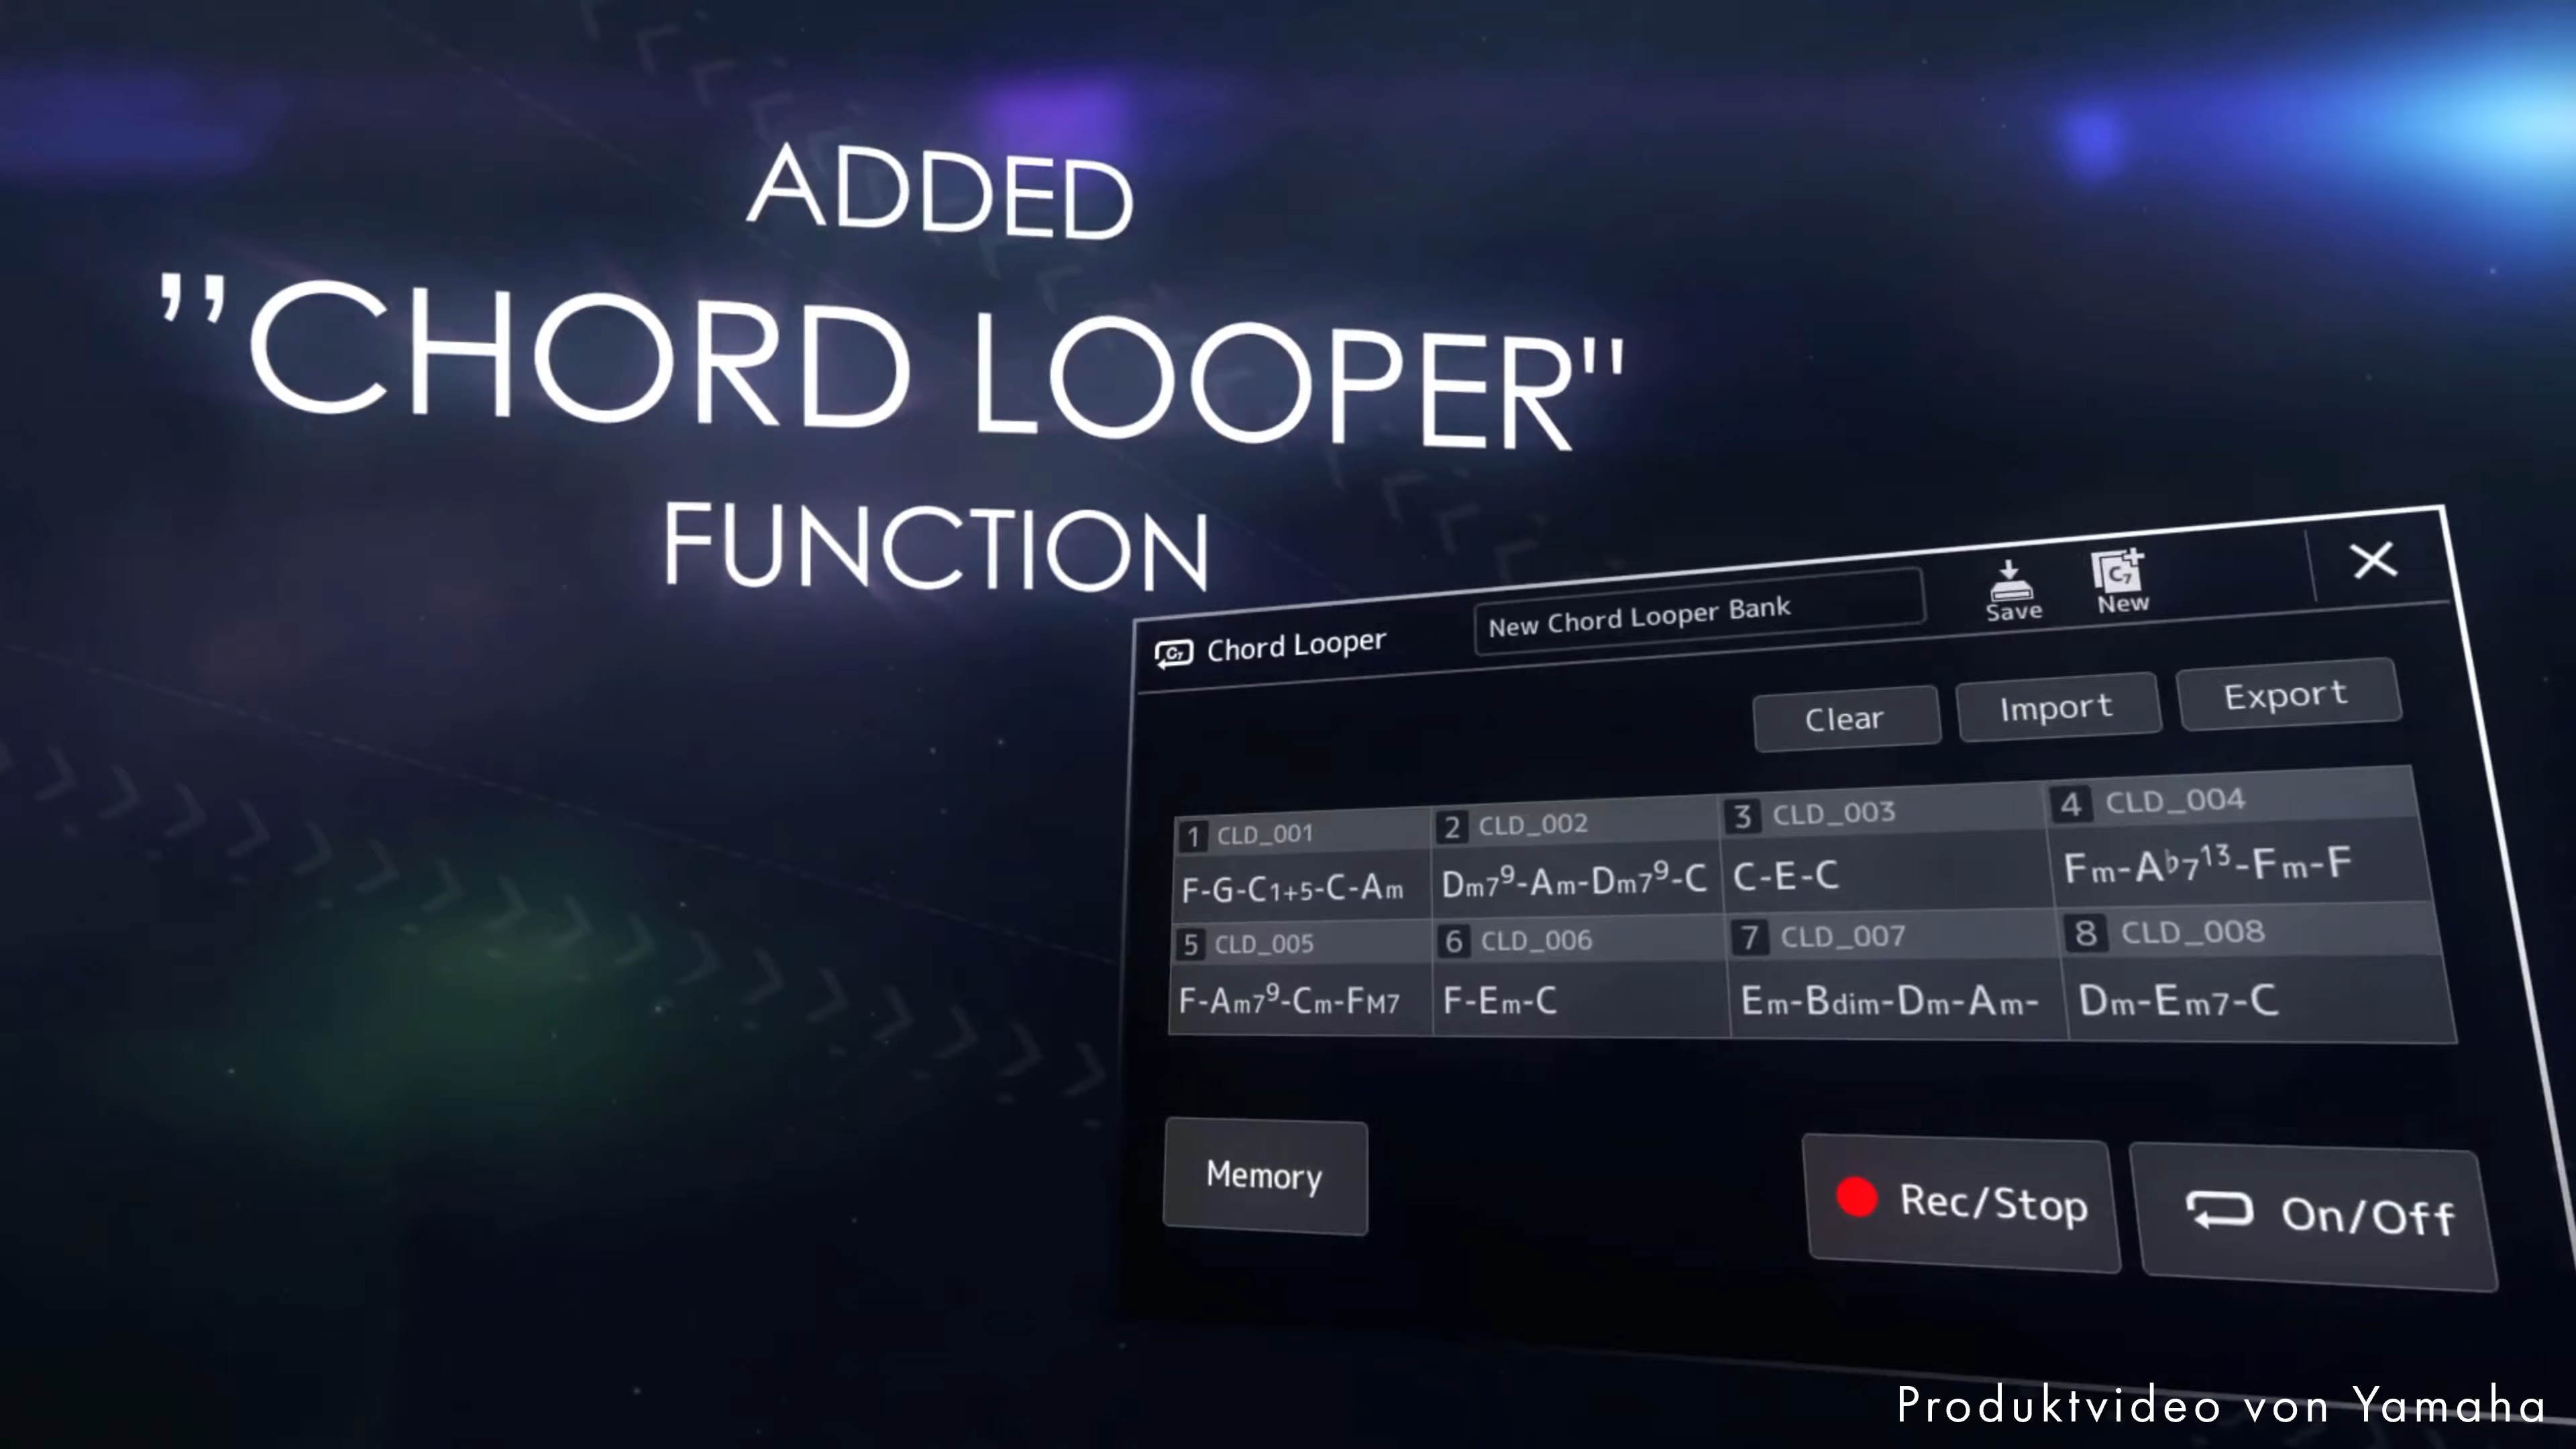 ADDED
"CHORD LOOPER"
FUNCTION
Chord Looper
New Chord Looper Bank
C7
Save
New
Clear
Import
Export
1 CLD_001
2 CLD_002
3 CLD_003
4 CLD_004
F-G-C1+5-C-Am
Dm7⁹-Am-Dm7⁹-C
C-E-C
Fm-A♭7¹³-Fm-F
5 CLD_005
6 CLD_006
7 CLD_007
8 CLD_008
F-Am7⁹-Cm-FM7
F-Em-C
Em-Bdim-Dm-Am-
Dm-Em7-C
Memory
Rec/Stop
On/Off
Produktvideo von Yamaha